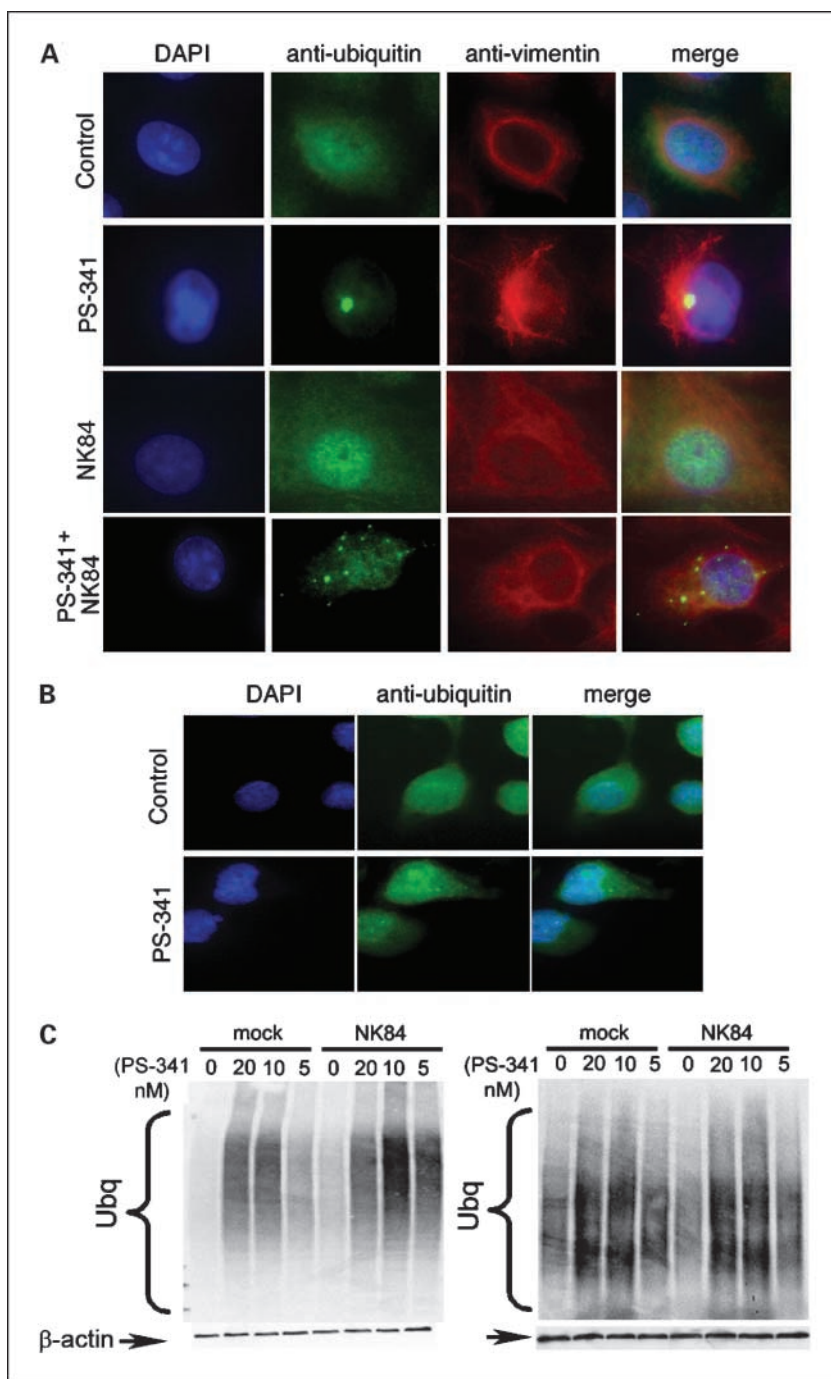 A
DAPI anti-ubiquitin anti-vimentin merge
Control
PS-341
NK84
PS-341+
NK84
B
DAPI anti-ubiquitin merge
Control
PS-341
C
mock NK84 mock NK84
(PS-341 0 20 10 5 0 20 10 5 (PS-341 0 20 10 5 0 20 10 5
nM) nM)
Ubq Ubq
β-actin